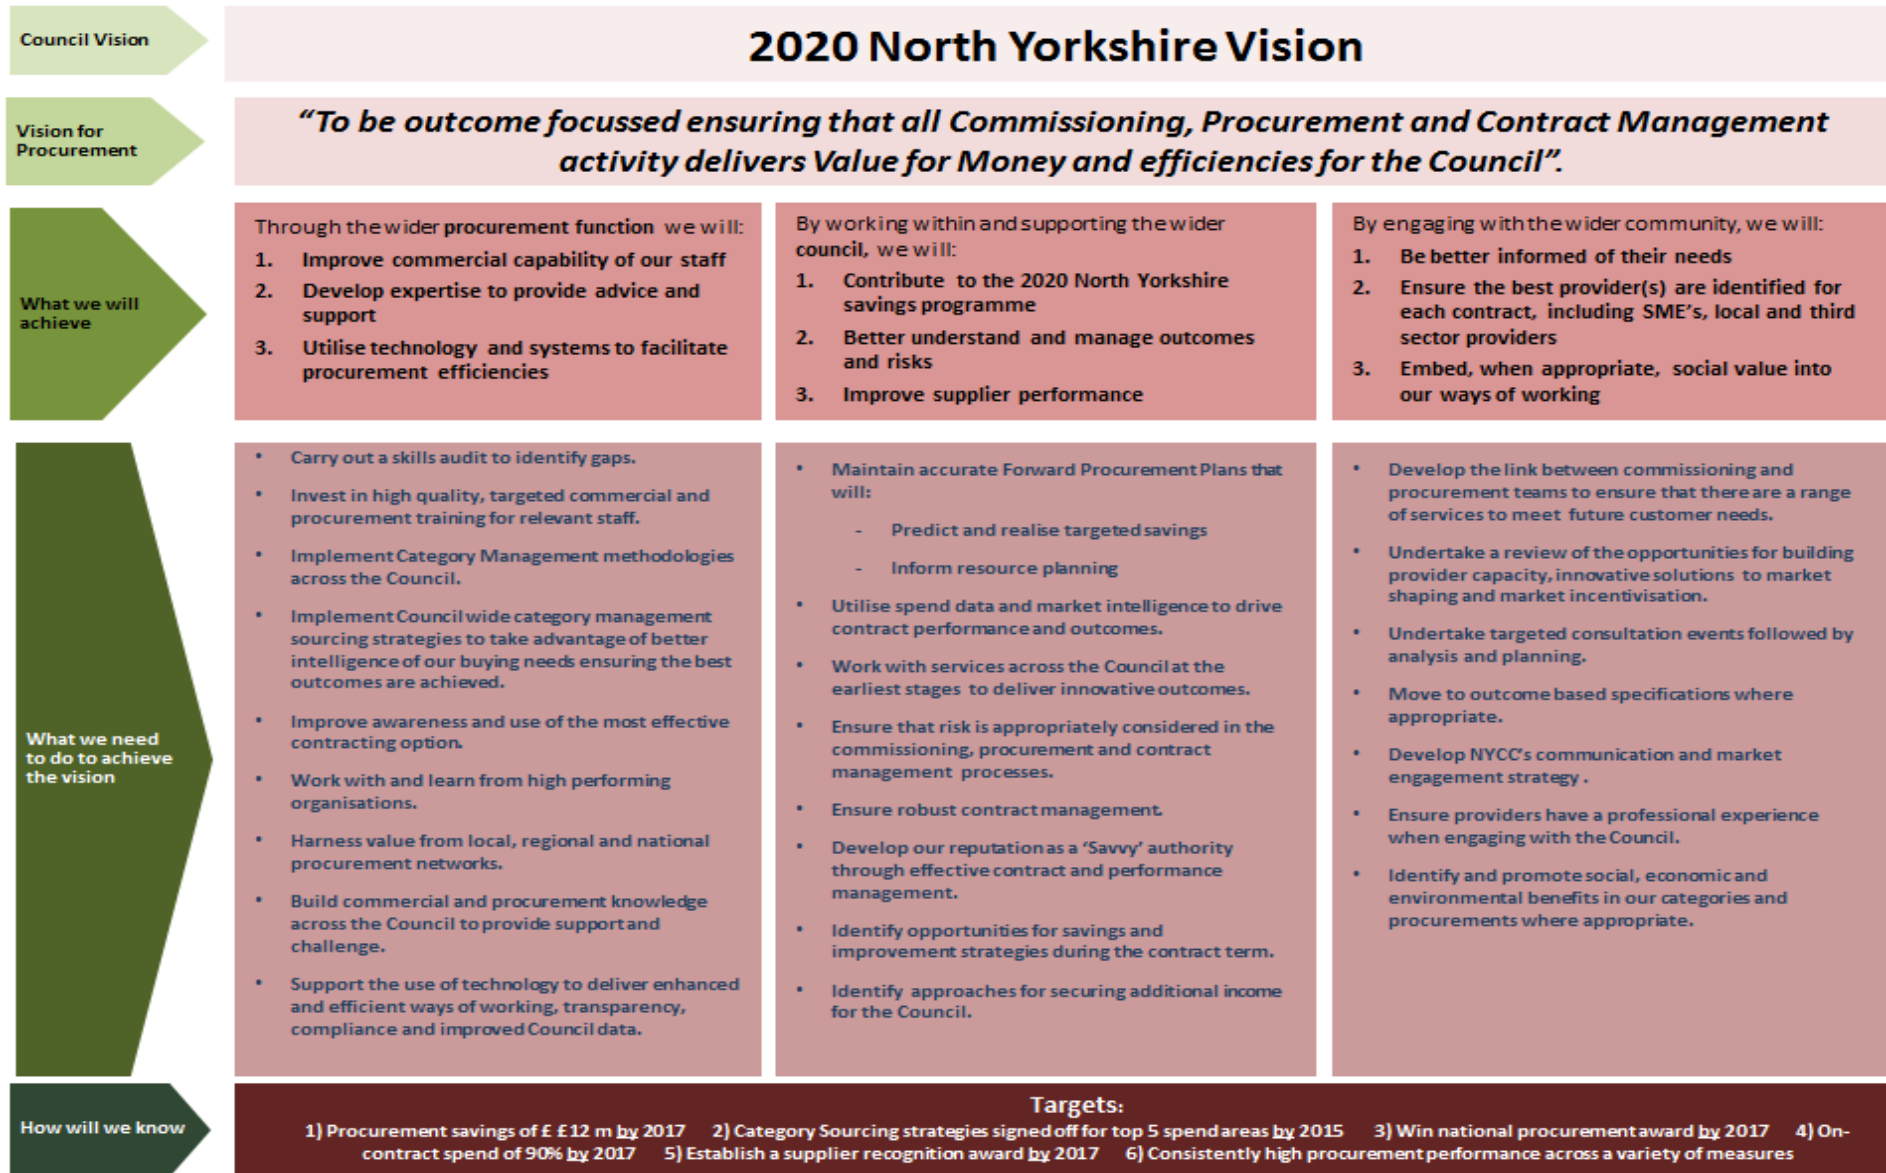 Council Vision
2020 North Yorkshire Vision
Vision for
Procurement
“To be outcome focussed ensuring that all Commissioning, Procurement and Contract Management
activity delivers Value for Money and efficiencies for the Council”.
What we will
achieve
Through the wider procurement function we will:
1. Improve commercial capability of our staff
2. Develop expertise to provide advice and
support
3. Utilise technology and systems to facilitate
procurement efficiencies
By working within and supporting the wider
council, we will:
1. Contribute to the 2020 North Yorkshire
savings programme
2. Better understand and manage outcomes
and risks
3. Improve supplier performance
By engaging with the wider community, we will:
1. Be better informed of their needs
2. Ensure the best provider(s) are identified for
each contract, including SME’s, local and third
sector providers
3. Embed, when appropriate, social value into
our ways of working
What we need
to do to achieve
the vision
• Carry out a skills audit to identify gaps.
• Invest in high quality, targeted commercial and
procurement training for relevant staff.
• Implement Category Management methodologies
across the Council.
• Implement Council wide category management
sourcing strategies to take advantage of better
intelligence of our buying needs ensuring the best
outcomes are achieved.
• Improve awareness and use of the most effective
contracting option.
• Work with and learn from high performing
organisations.
• Harness value from local, regional and national
procurement networks.
• Build commercial and procurement knowledge
across the Council to provide support and
challenge.
• Support the use of technology to deliver enhanced
and efficient ways of working, transparency,
compliance and improved Council data.
• Maintain accurate Forward Procurement Plans that
will:
- Predict and realise targeted savings
- Inform resource planning
• Utilise spend data and market intelligence to drive
contract performance and outcomes.
• Work with services across the Council at the
earliest stages to deliver innovative outcomes.
• Ensure that risk is appropriately considered in the
commissioning, procurement and contract
management processes.
• Ensure robust contract management.
• Develop our reputation as a ‘Savvy’ authority
through effective contract and performance
management.
• Identify opportunities for savings and
improvement strategies during the contract term.
• Identify approaches for securing additional income
for the Council.
• Develop the link between commissioning and
procurement teams to ensure that there are a range
of services to meet future customer needs.
• Undertake a review of the opportunities for building
provider capacity, innovative solutions to market
shaping and market incentivisation.
• Undertake targeted consultation events followed by
analysis and planning.
• Move to outcome based specifications where
appropriate.
• Develop NYCC’s communication and market
engagement strategy .
• Ensure providers have a professional experience
when engaging with the Council.
• Identify and promote social, economic and
environmental benefits in our categories and
procurements where appropriate.
How will we know
Targets:
1) Procurement savings of £ £12 m by 2017 2) Category Sourcing strategies signed off for top 5 spend areas by 2015 3) Win national procurement award by 2017 4) On-
contract spend of 90% by 2017 5) Establish a supplier recognition award by 2017 6) Consistently high procurement performance across a variety of measures